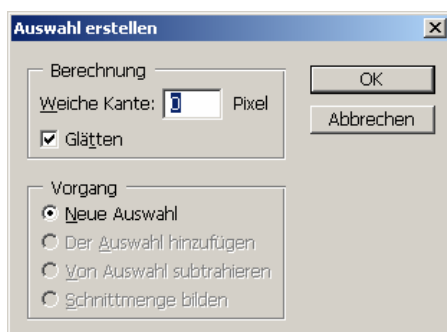 Auswahl erstellen
Berechnung
Weiche Kante: 0 Pixel
Glätten
OK
Abbrechen
Vorgang
Neue Auswahl
Der Auswahl hinzufügen
Von Auswahl subtrahieren
Schnittmenge bilden